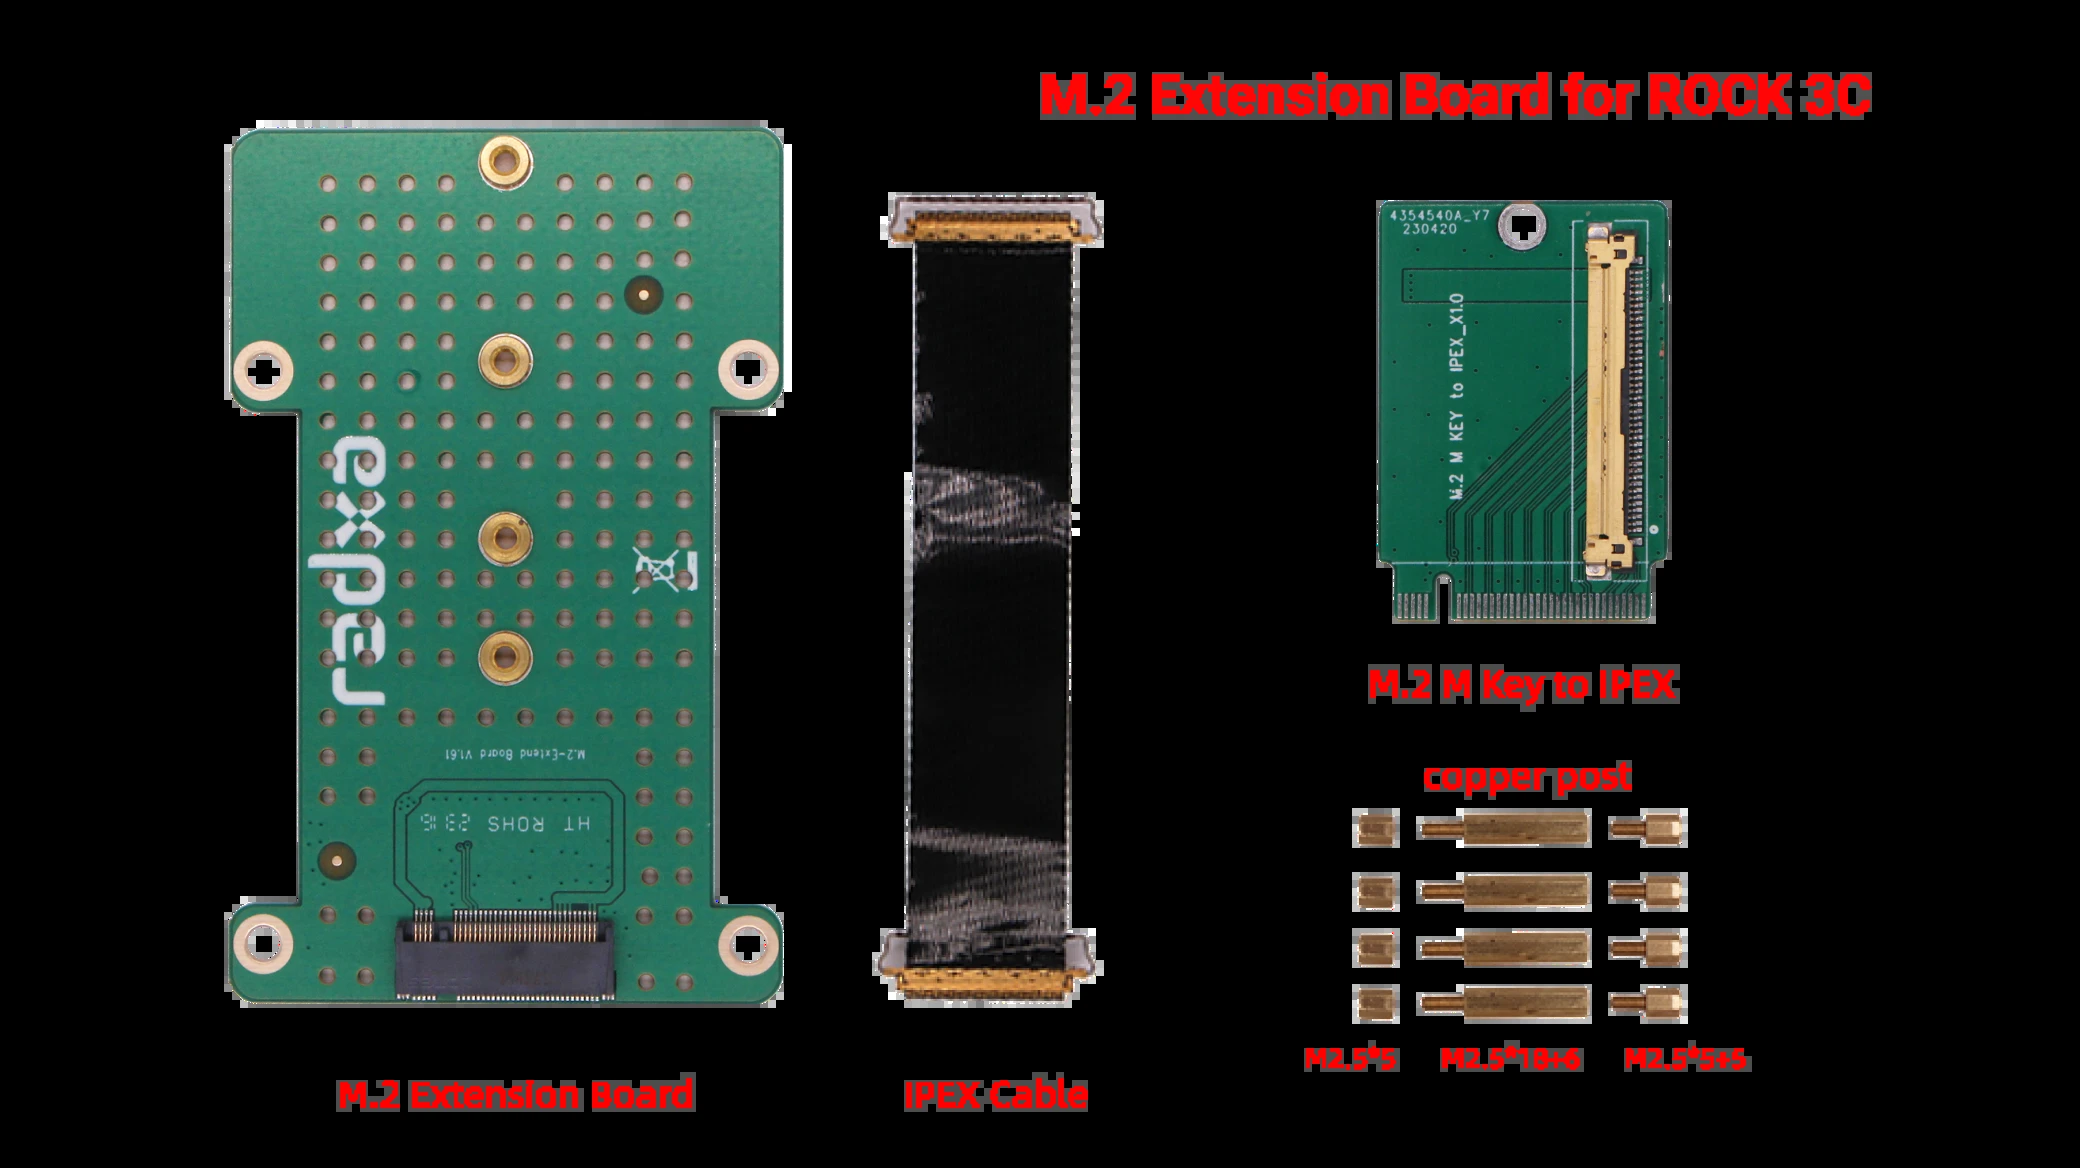 M.2 Extension Board for ROCK 3C
4354540A_Y7
230420
M.2 M KEY to IPEX_X1.0
expeJ
M.2-Extend Board V1.61
HT ROHS
M.2 M Key to IPEX
copper post
M2.5*5 M2.5*18+6 M2.5*5+5
M.2 Extension Board
IPEX Cable